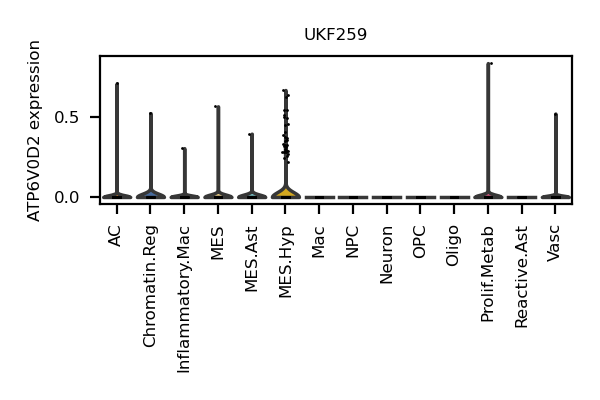 UKF259
ATP6V0D2 expression
0.5
0.0
AC
Chromatin.Reg
Inflammatory.Mac
MES
MES.Ast
MES.Hyp
Mac
NPC
Neuron
OPC
Oligo
Prolif.Metab
Reactive.Ast
Vasc